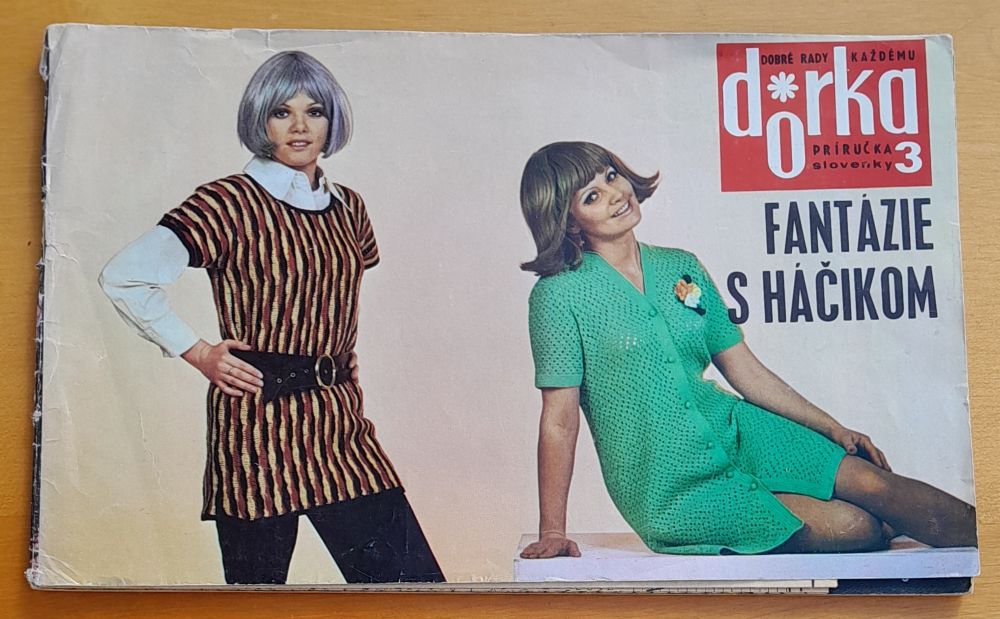 DOBRÉ RADY KAŽDÉMU
dorka
PRÍRUČKA
slovenky 3
FANTÁZIE
S HÁČIKOM